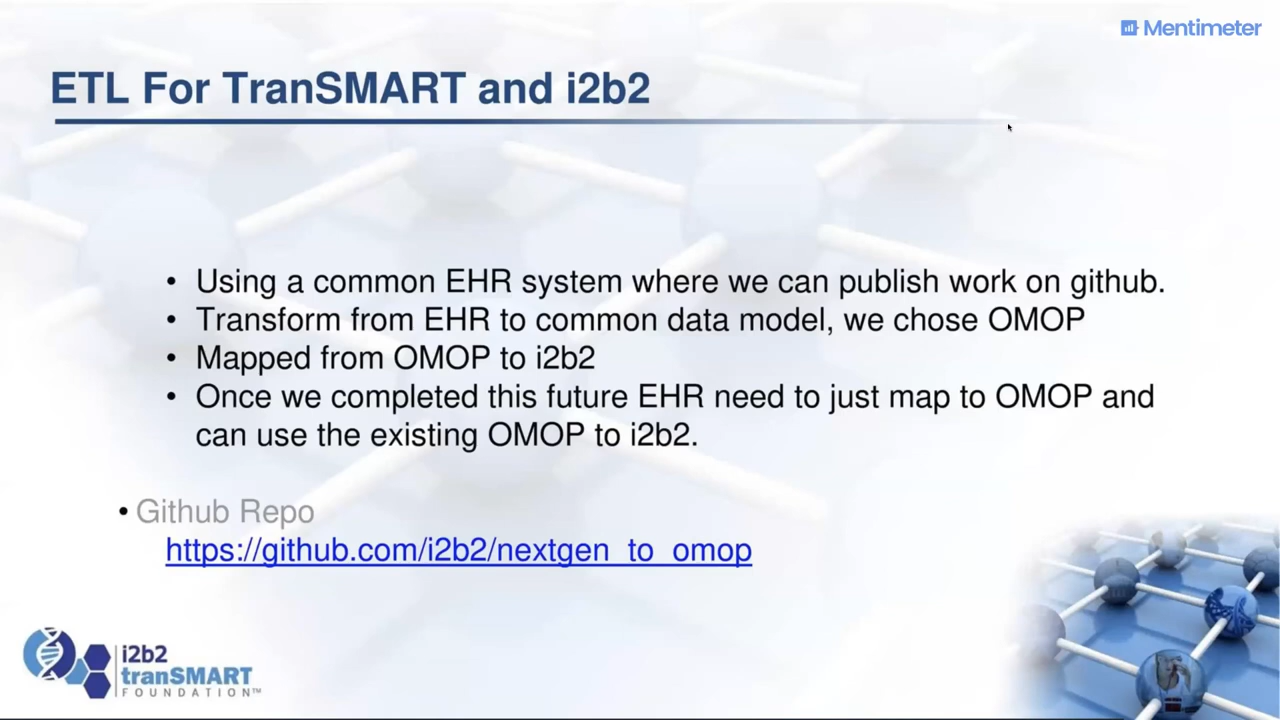 Mentimeter
ETL For TranSMART and i2b2
• Using a common EHR system where we can publish work on github.
• Transform from EHR to common data model, we chose OMOP
• Mapped from OMOP to i2b2
• Once we completed this future EHR need to just map to OMOP and
can use the existing OMOP to i2b2.
• Github Repo
https://github.com/i2b2/nextgen_to_omop
i2b2
tranSMART
FOUNDATION™